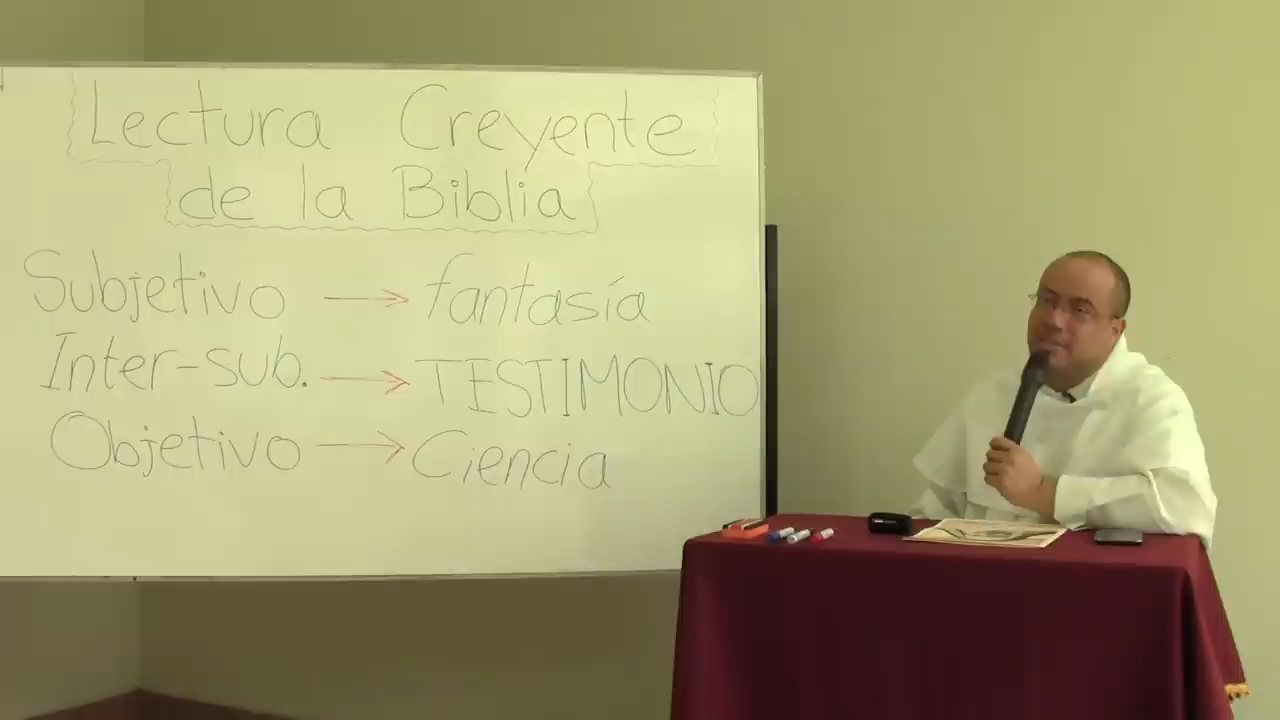 Lectura Creyente
de la Biblia
Subjetivo → fantasía
Inter-sub. → TESTIMONIO
Objetivo → Ciencia